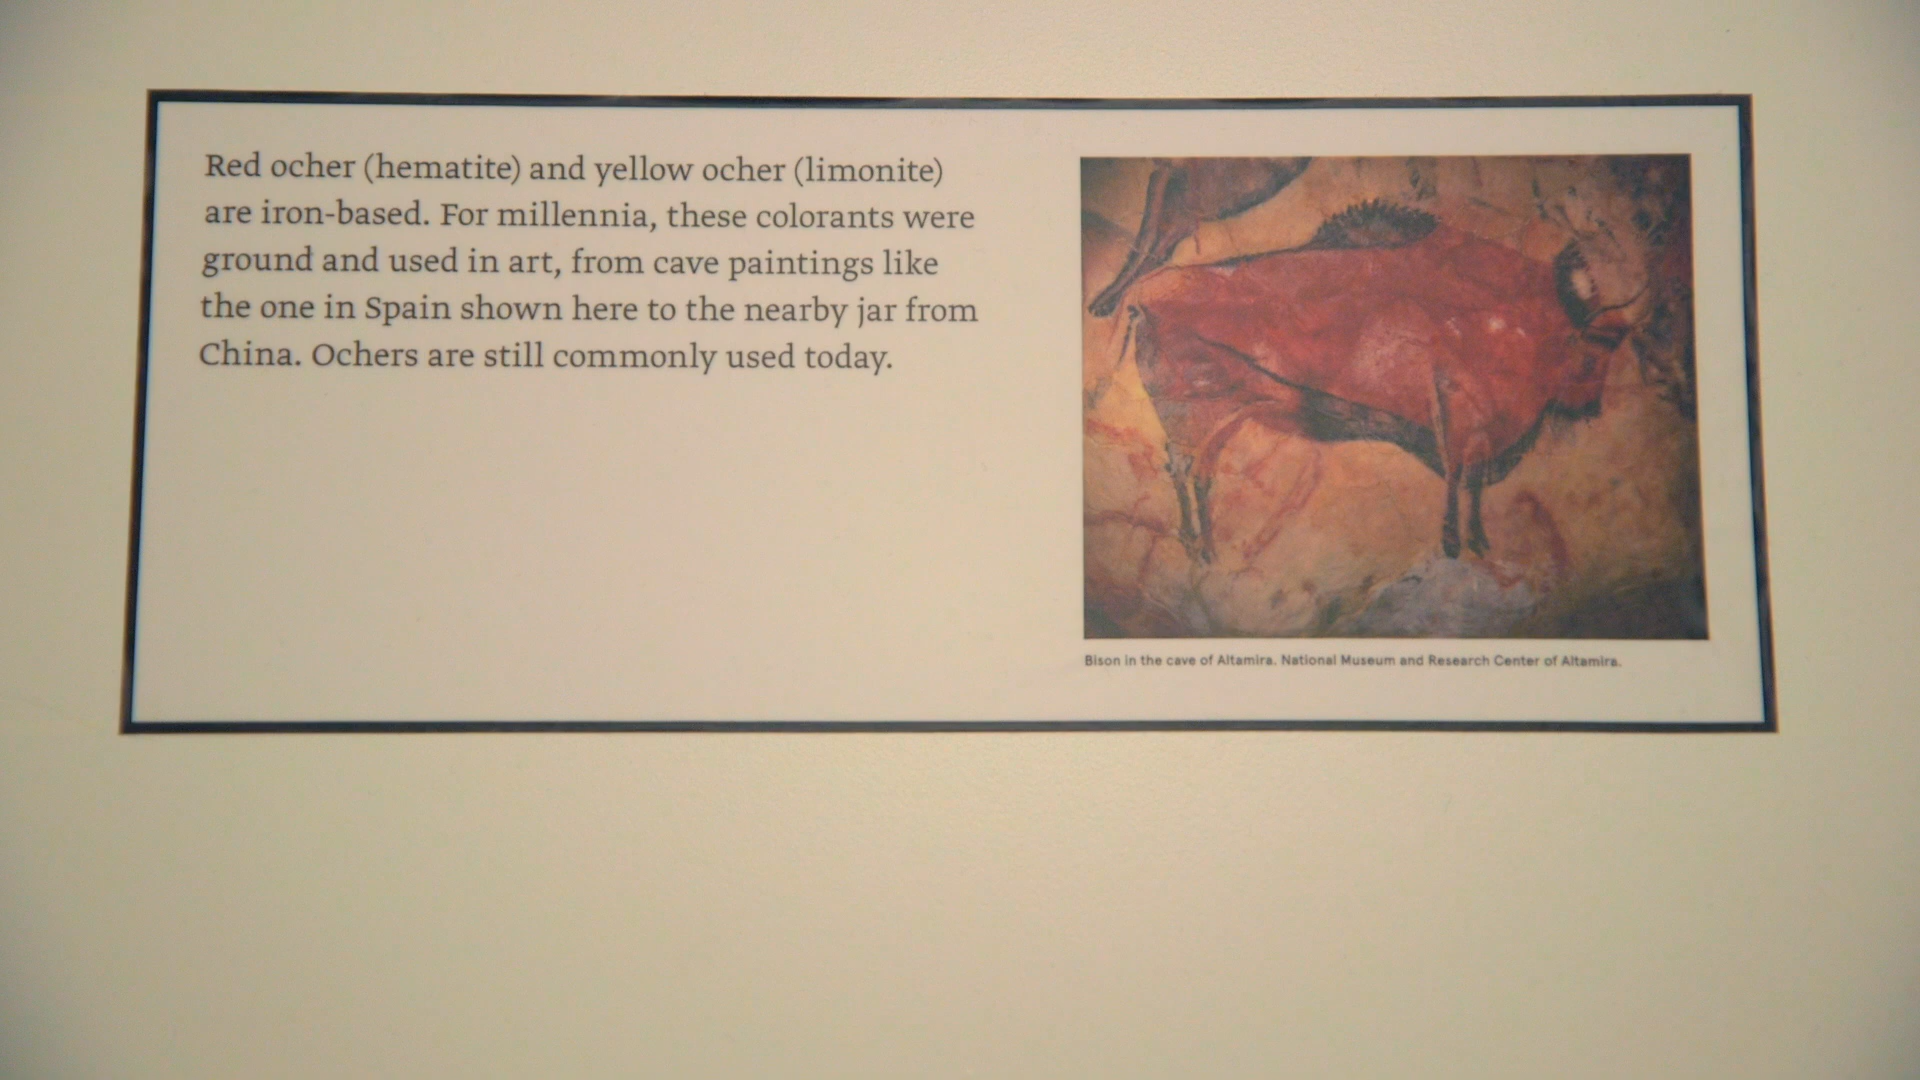 Red ocher (hematite) and yellow ocher (limonite)
are iron-based. For millennia, these colorants were
ground and used in art, from cave paintings like
the one in Spain shown here to the nearby jar from
China. Ochers are still commonly used today.
Bison in the cave of Altamira. National Museum and Research Center of Altamira.